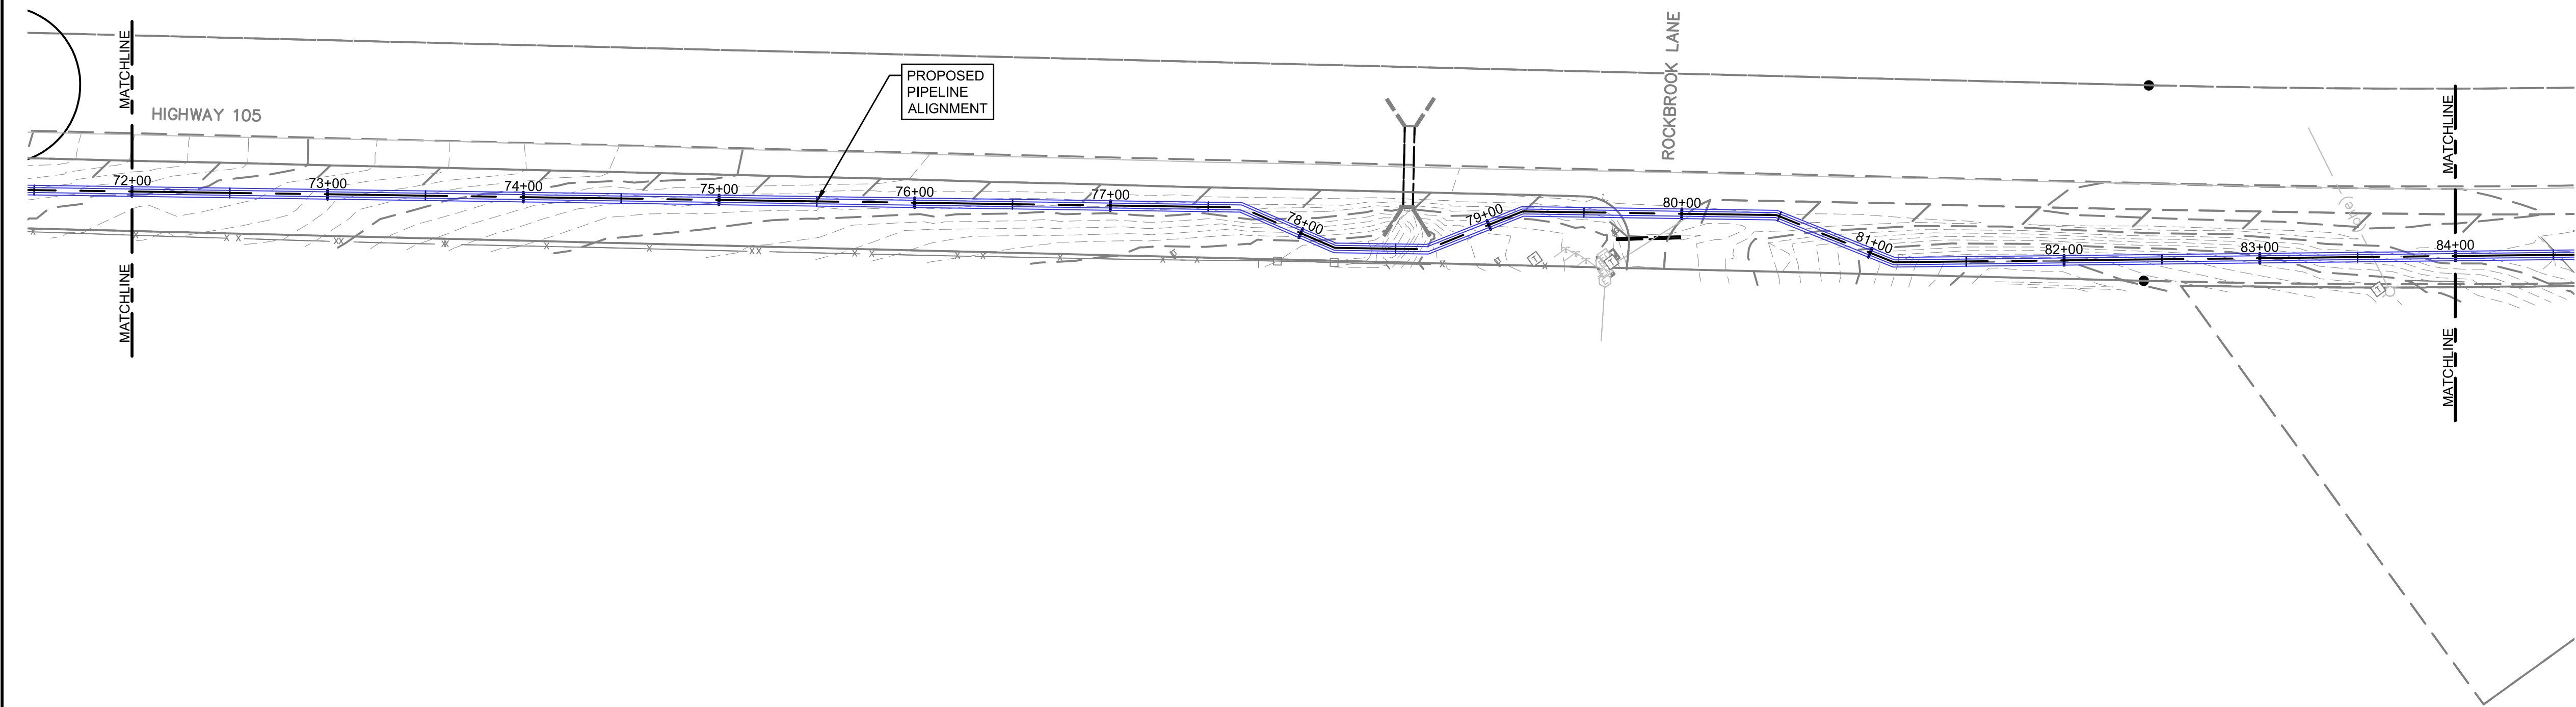 MATCHLINE
HIGHWAY 105
PROPOSED
PIPELINE
ALIGNMENT
ROCKBROOK LANE
MATCHLINE
72+00
73+00
74+00
75+00
76+00
77+00
78+00
79+00
80+00
81+00
82+00
83+00
84+00
MATCHLINE
MATCHLINE
T
T
T